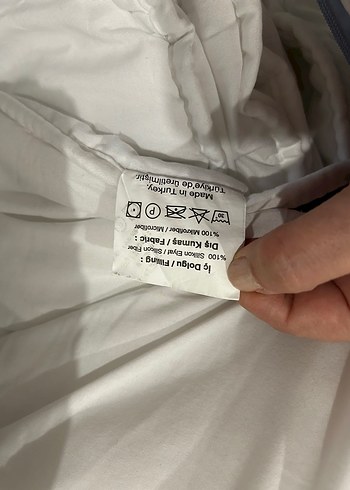 İç Dolgu / Filling :
%100 Silikon Elyaf / Silicon Fiber
Dış Kumaş / Fabric :
%100 Mikrofiber / Microfiber
30 P
Made in Turkey.
Türkiye'de üretilmiştir.